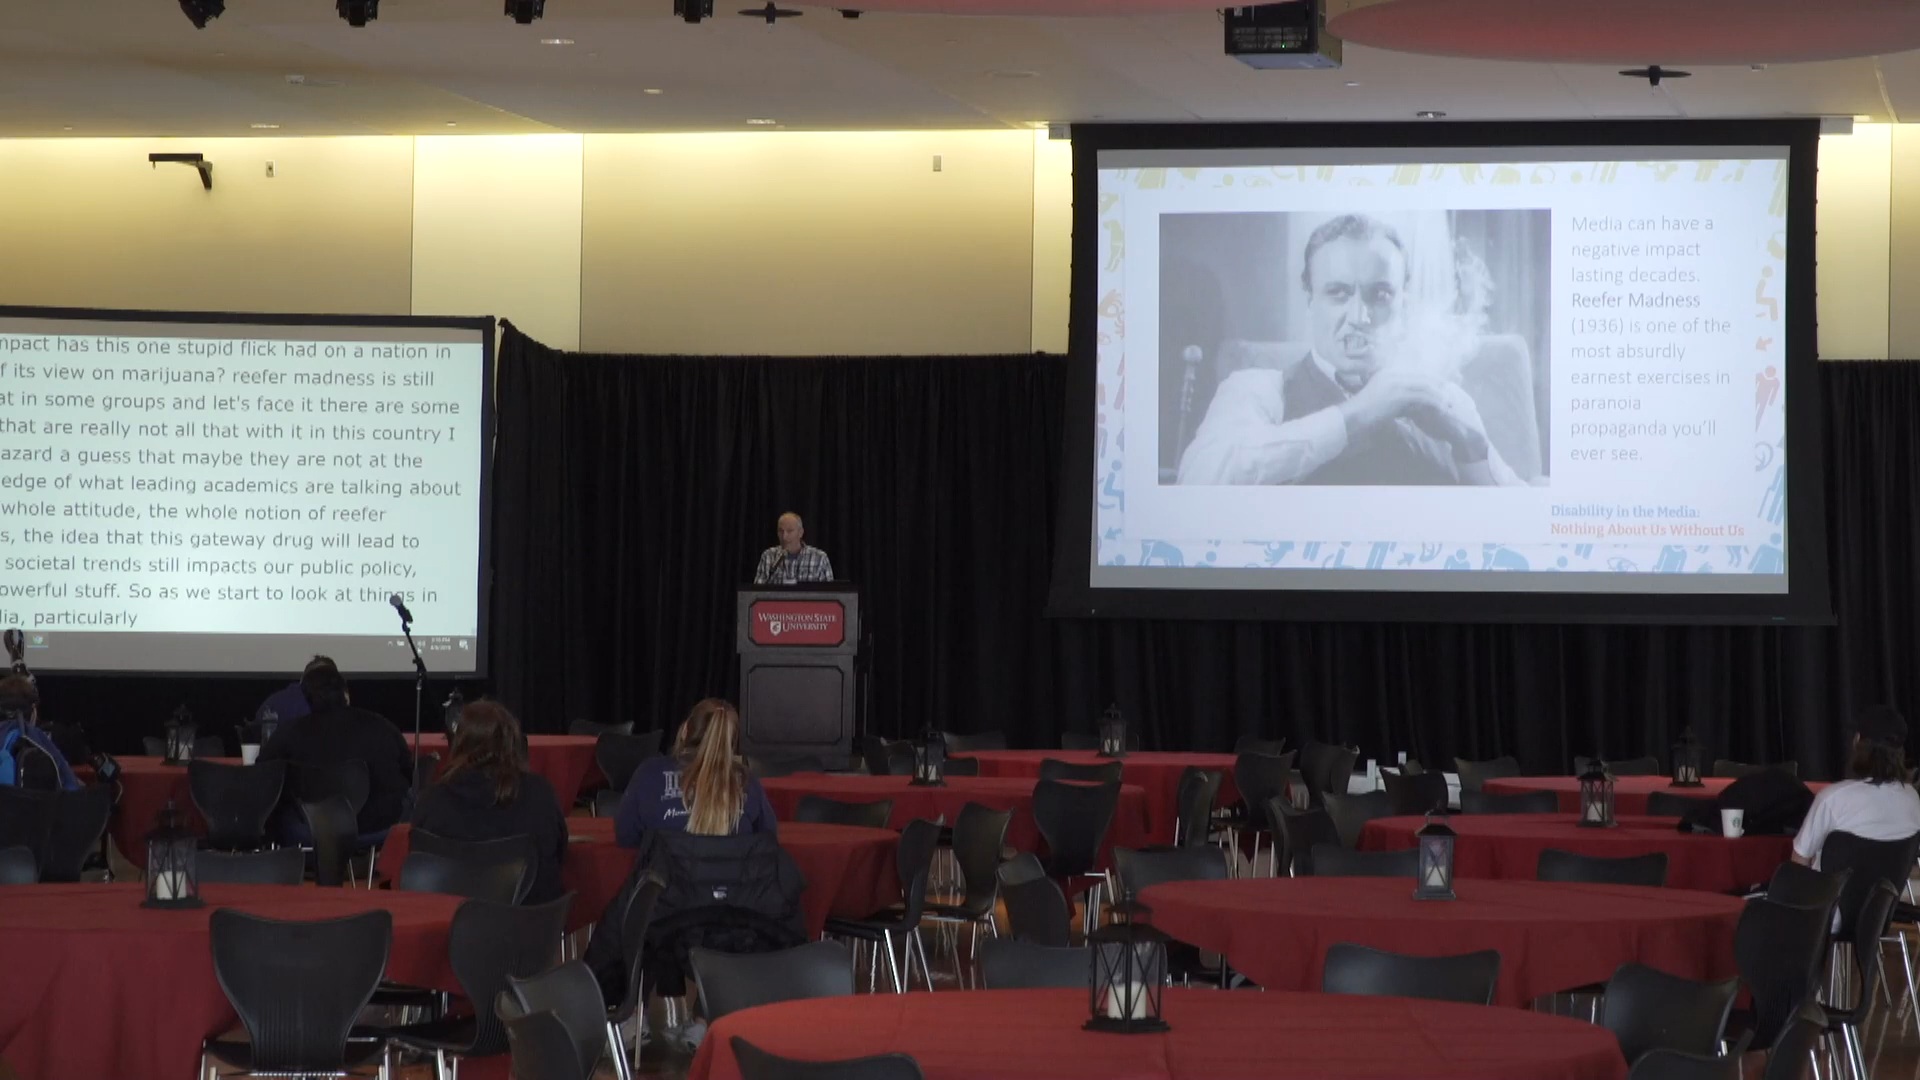 mpact has this one stupid flick had on a nation in
f its view on marijuana? reefer madness is still
at in some groups and let's face it there are some
that are really not all that with it in this country I
azard a guess that maybe they are not at the
edge of what leading academics are talking about
whole attitude, the whole notion of reefer
s, the idea that this gateway drug will lead to
societal trends still impacts our public policy,
owerful stuff. So as we start to look at things in
dia, particularly
WASHINGTON STATE
UNIVERSITY
Media can have a
negative impact
lasting decades.
Reefer Madness
(1936) is one of the
most absurdly
earnest exercises in
paranoia
propaganda you'll
ever see.
Disability in the Media:
Nothing About Us Without Us